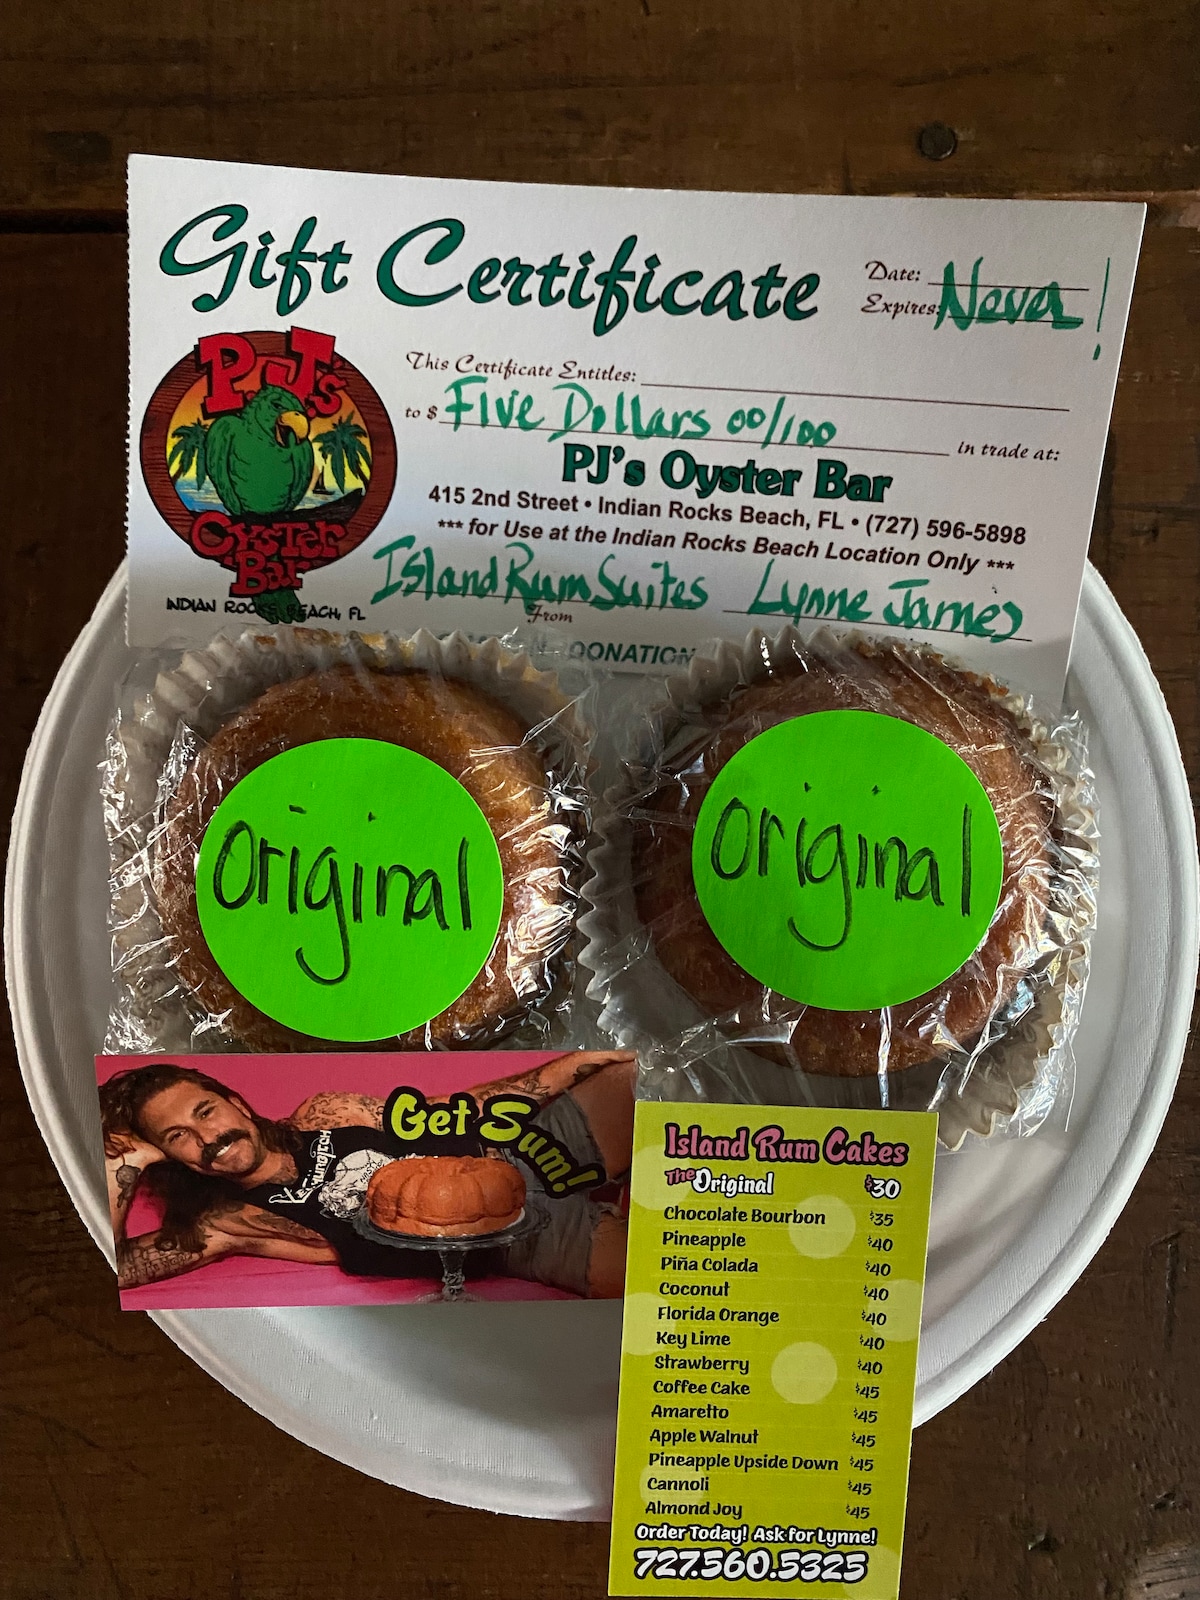 Gift Certificate
Date:
Expires: Never!
P.J.'s
Oyster
Bar
INDIAN ROCKS BEACH, FL
This Certificate Entitles:
to $ Five Dollars 00/100 in trade at:
PJ's Oyster Bar
415 2nd Street • Indian Rocks Beach, FL • (727) 596-5898
*** for Use at the Indian Rocks Beach Location Only ***
Island Rum Suites Lynne James
From
DONATION
Original
Original
Get Sum!
Island Rum Cakes
The Original $30
Chocolate Bourbon $35
Pineapple $40
Piña Colada $40
Coconut $40
Florida Orange $40
Key Lime $40
Strawberry $40
Coffee Cake $45
Amaretto $45
Apple Walnut $45
Pineapple Upside Down $45
Cannoli $45
Almond Joy $45
Order Today! Ask for Lynne!
727.560.5325